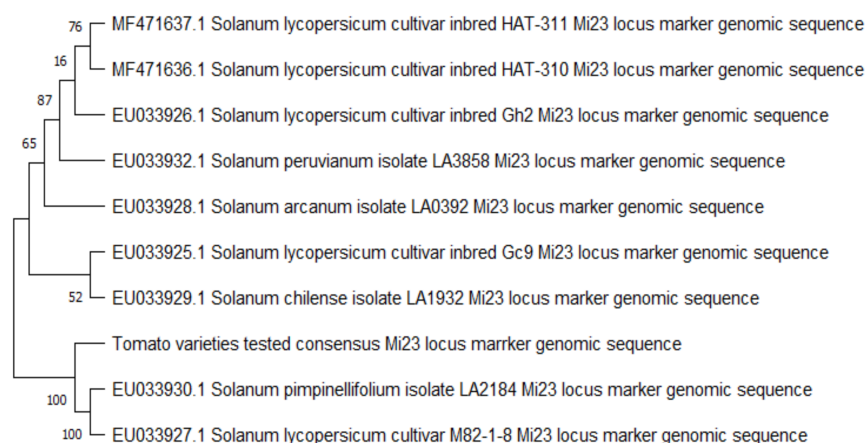 76
MF471637.1 Solanum lycopersicum cultivar inbred HAT-311 Mi23 locus marker genomic sequence
16
MF471636.1 Solanum lycopersicum cultivar inbred HAT-310 Mi23 locus marker genomic sequence
87
EU033926.1 Solanum lycopersicum cultivar inbred Gh2 Mi23 locus marker genomic sequence
65
EU033932.1 Solanum peruvianum isolate LA3858 Mi23 locus marker genomic sequence
EU033928.1 Solanum arcanum isolate LA0392 Mi23 locus marker genomic sequence
EU033925.1 Solanum lycopersicum cultivar inbred Gc9 Mi23 locus marker genomic sequence
52
EU033929.1 Solanum chilense isolate LA1932 Mi23 locus marker genomic sequence
Tomato varieties tested consensus Mi23 locus marrker genomic sequence
EU033930.1 Solanum pimpinellifolium isolate LA2184 Mi23 locus marker genomic sequence
100
100
EU033927.1 Solanum lycopersicum cultivar M82-1-8 Mi23 locus marker genomic sequence